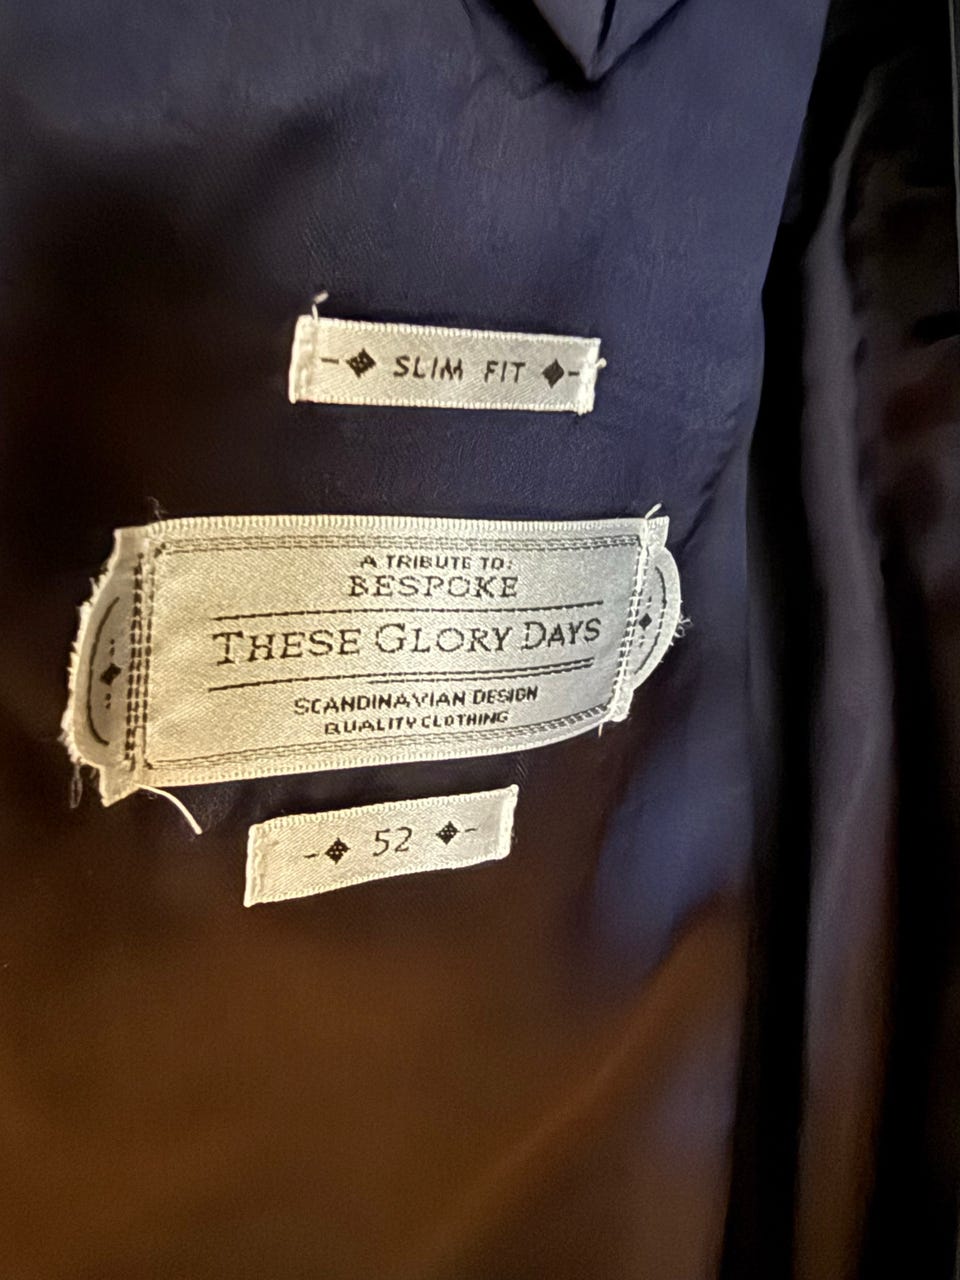 SLIM FIT
A TRIBUTE TO:
BESPOKE
THESE GLORY DAYS
SCANDINAVIAN DESIGN
QUALITY CLOTHING
52